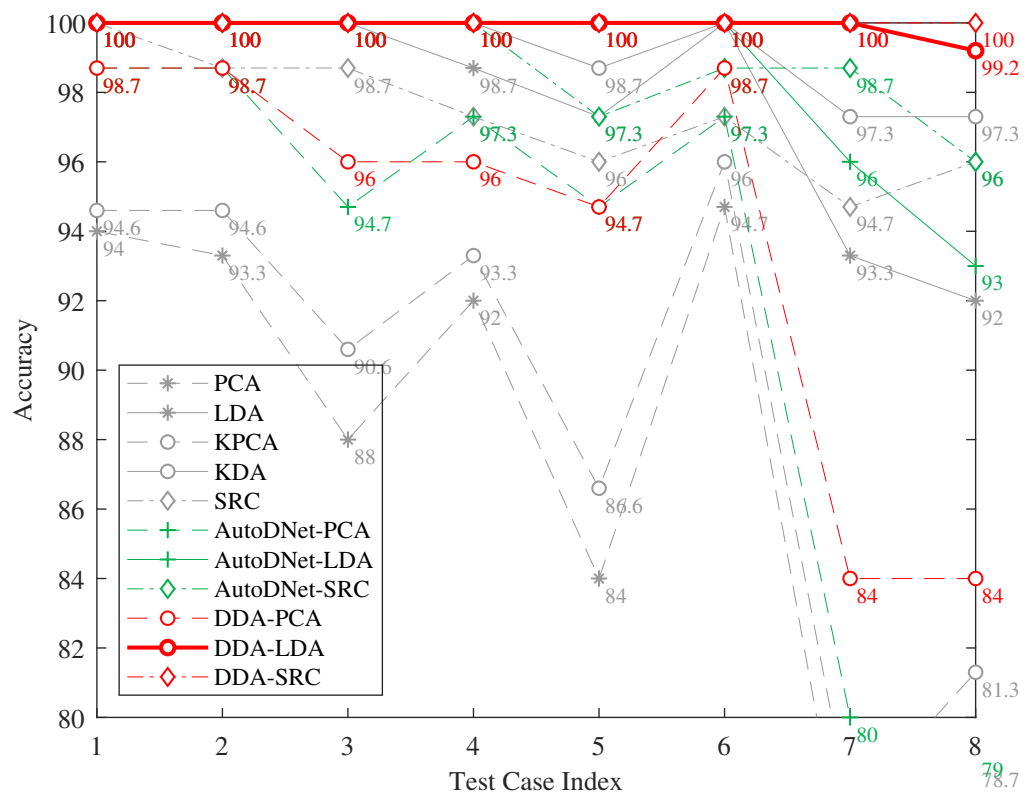 100
98
96
94
92
90
88
86
84
82
80
Accuracy
100 100 100 100 100 100 100
99.2
98.7 98.7 98.7 98.7 98.7 98.7 98.7
97.3 97.3 97.3 97.3 97.3
96 96 96 96 96 96
94.6 94.6 94.7 94.7 94.7 94.7
94 93.3 93.3 93.3 93
92 92
90.6
88
86.6
84 84 84
81.3
80
79
78.7
PCA
LDA
KPCA
KDA
SRC
AutoDNet-PCA
AutoDNet-LDA
AutoDNet-SRC
DDA-PCA
DDA-LDA
DDA-SRC
1 2 3 4 5 6 7 8
Test Case Index